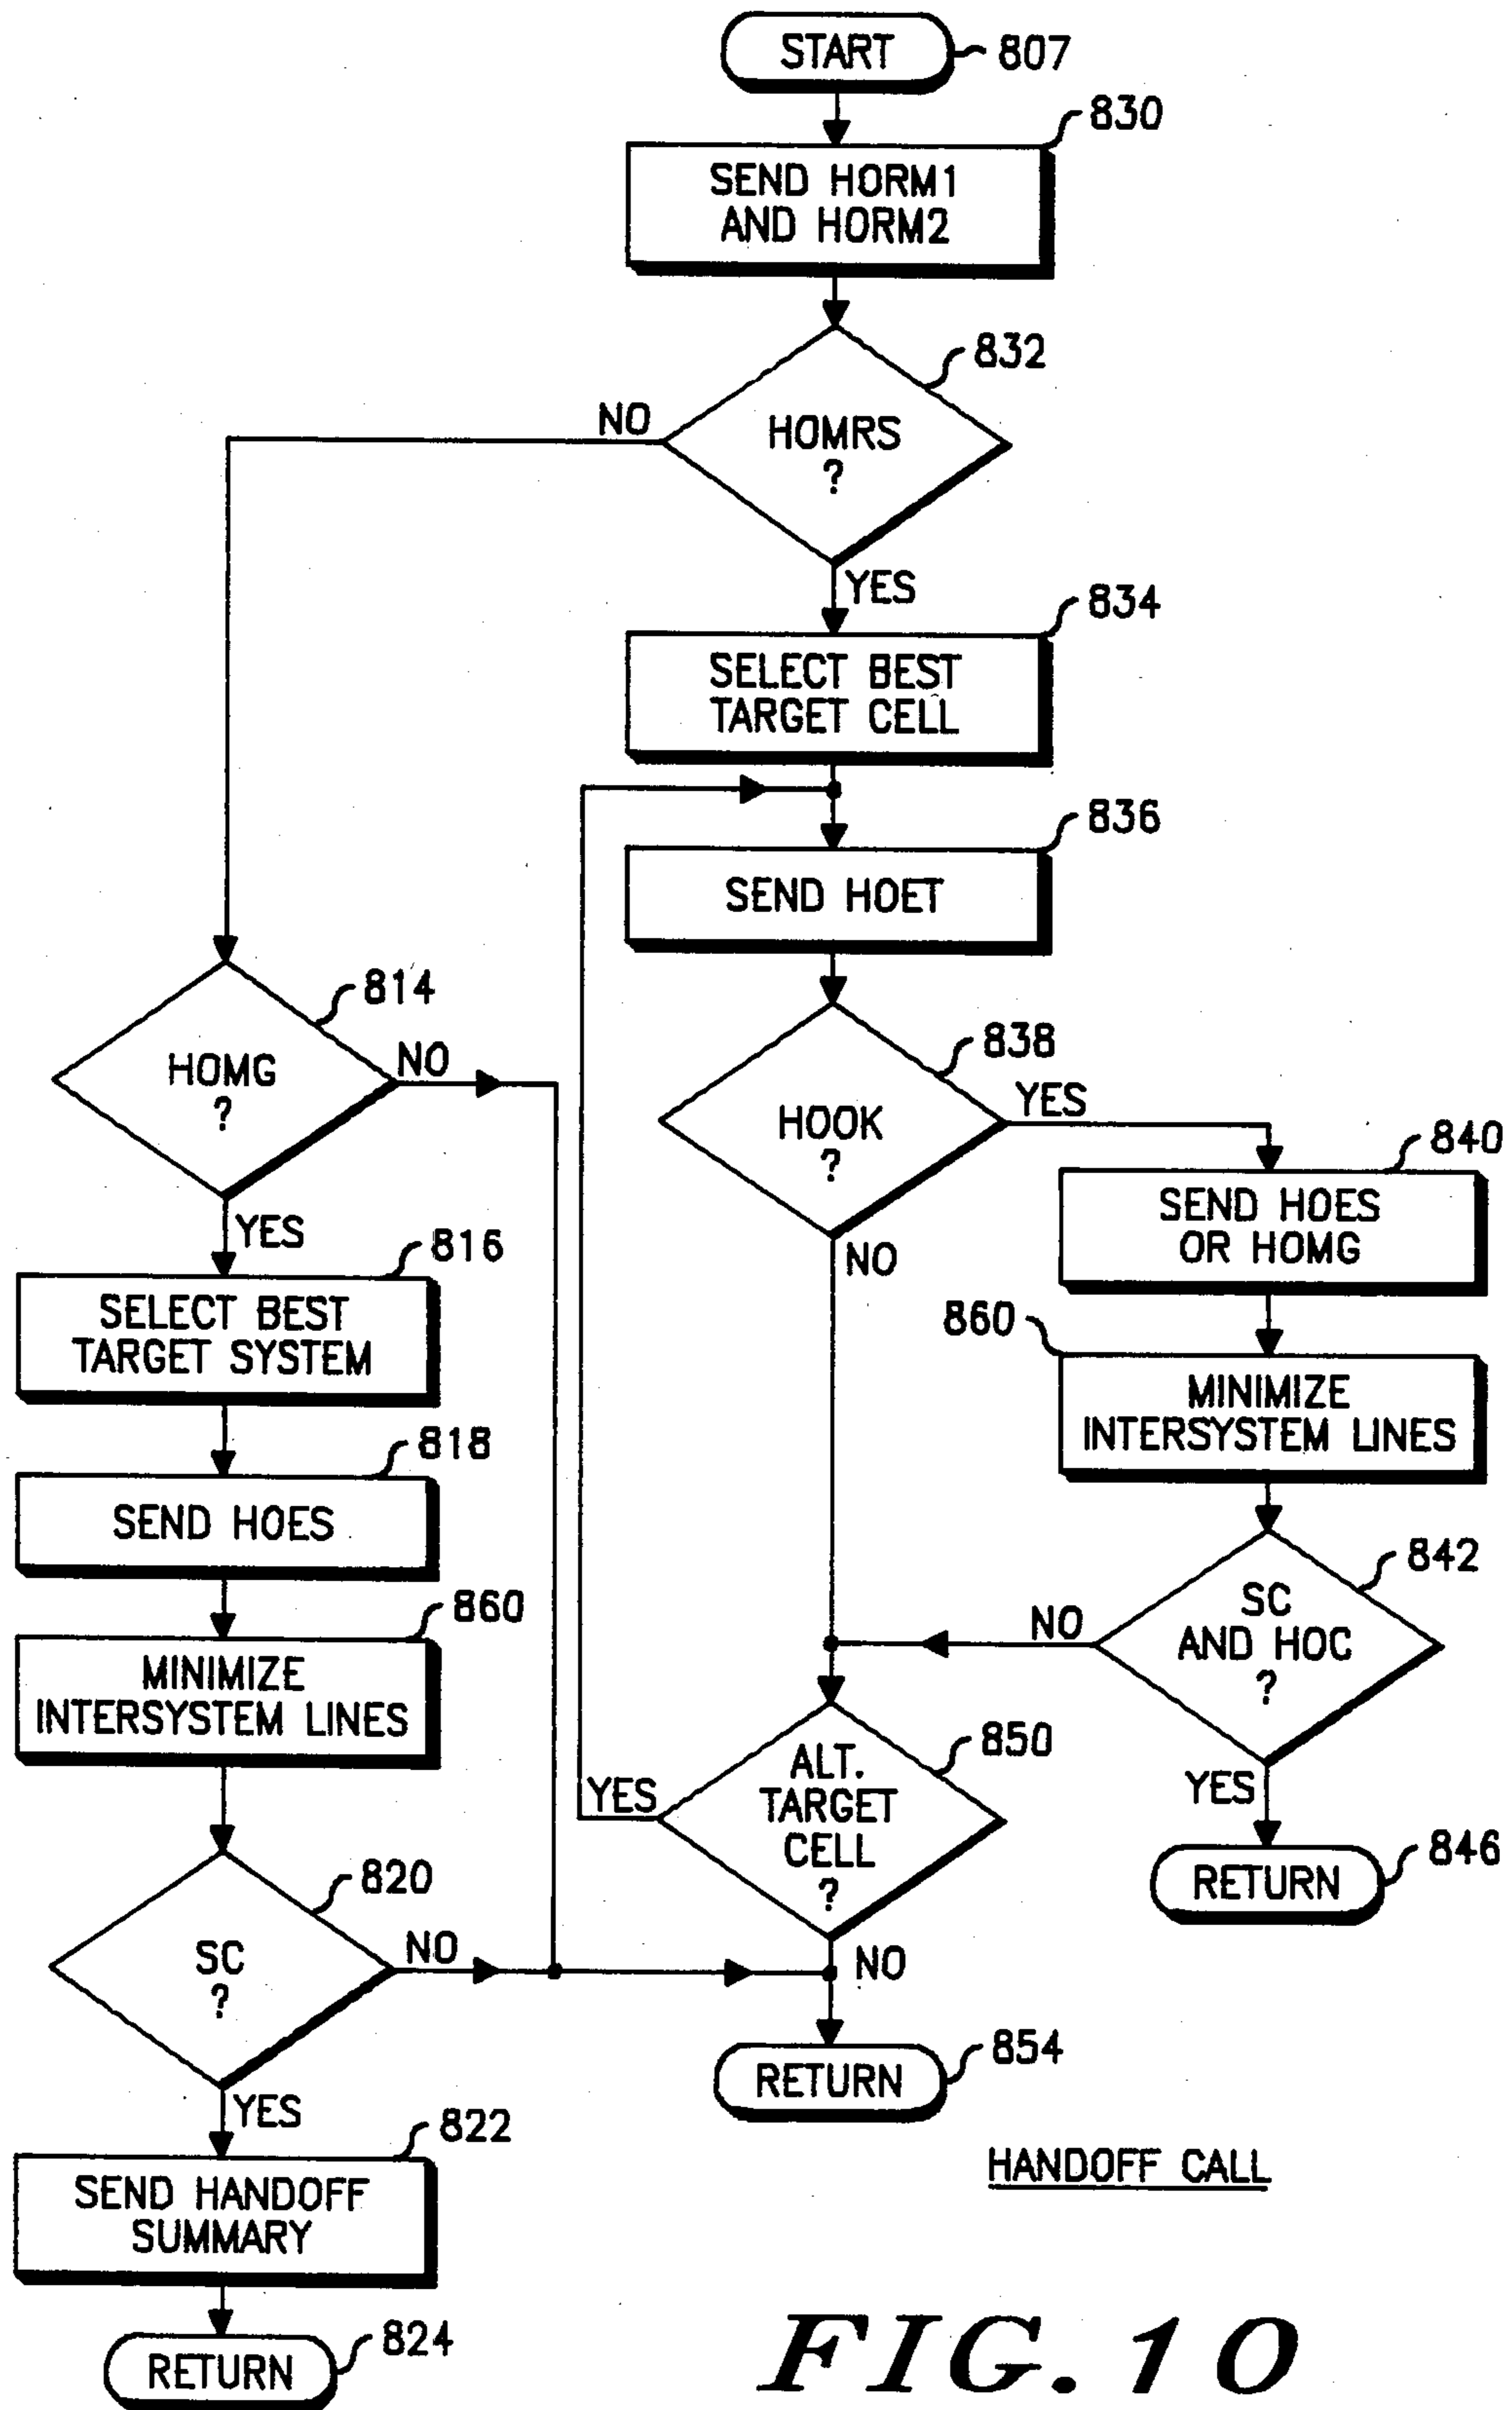 START
807
830
SEND HORM1
AND HORM2
832
NO
HOMRS
?
YES
834
SELECT BEST
TARGET CELL
836
SEND HOET
814
HOMG
?
NO
838
HOOK
?
YES
NO
840
SEND HOES
OR HOMG
YES
816
SELECT BEST
TARGET SYSTEM
860
MINIMIZE
INTERSYSTEM LINES
818
SEND HOES
842
SC
AND HOC
?
NO
YES
860
MINIMIZE
INTERSYSTEM LINES
850
ALT.
TARGET
CELL
?
YES
NO
846
RETURN
820
SC
?
NO
YES
854
RETURN
822
SEND HANDOFF
SUMMARY
HANDOFF CALL
824
RETURN
FIG. 10